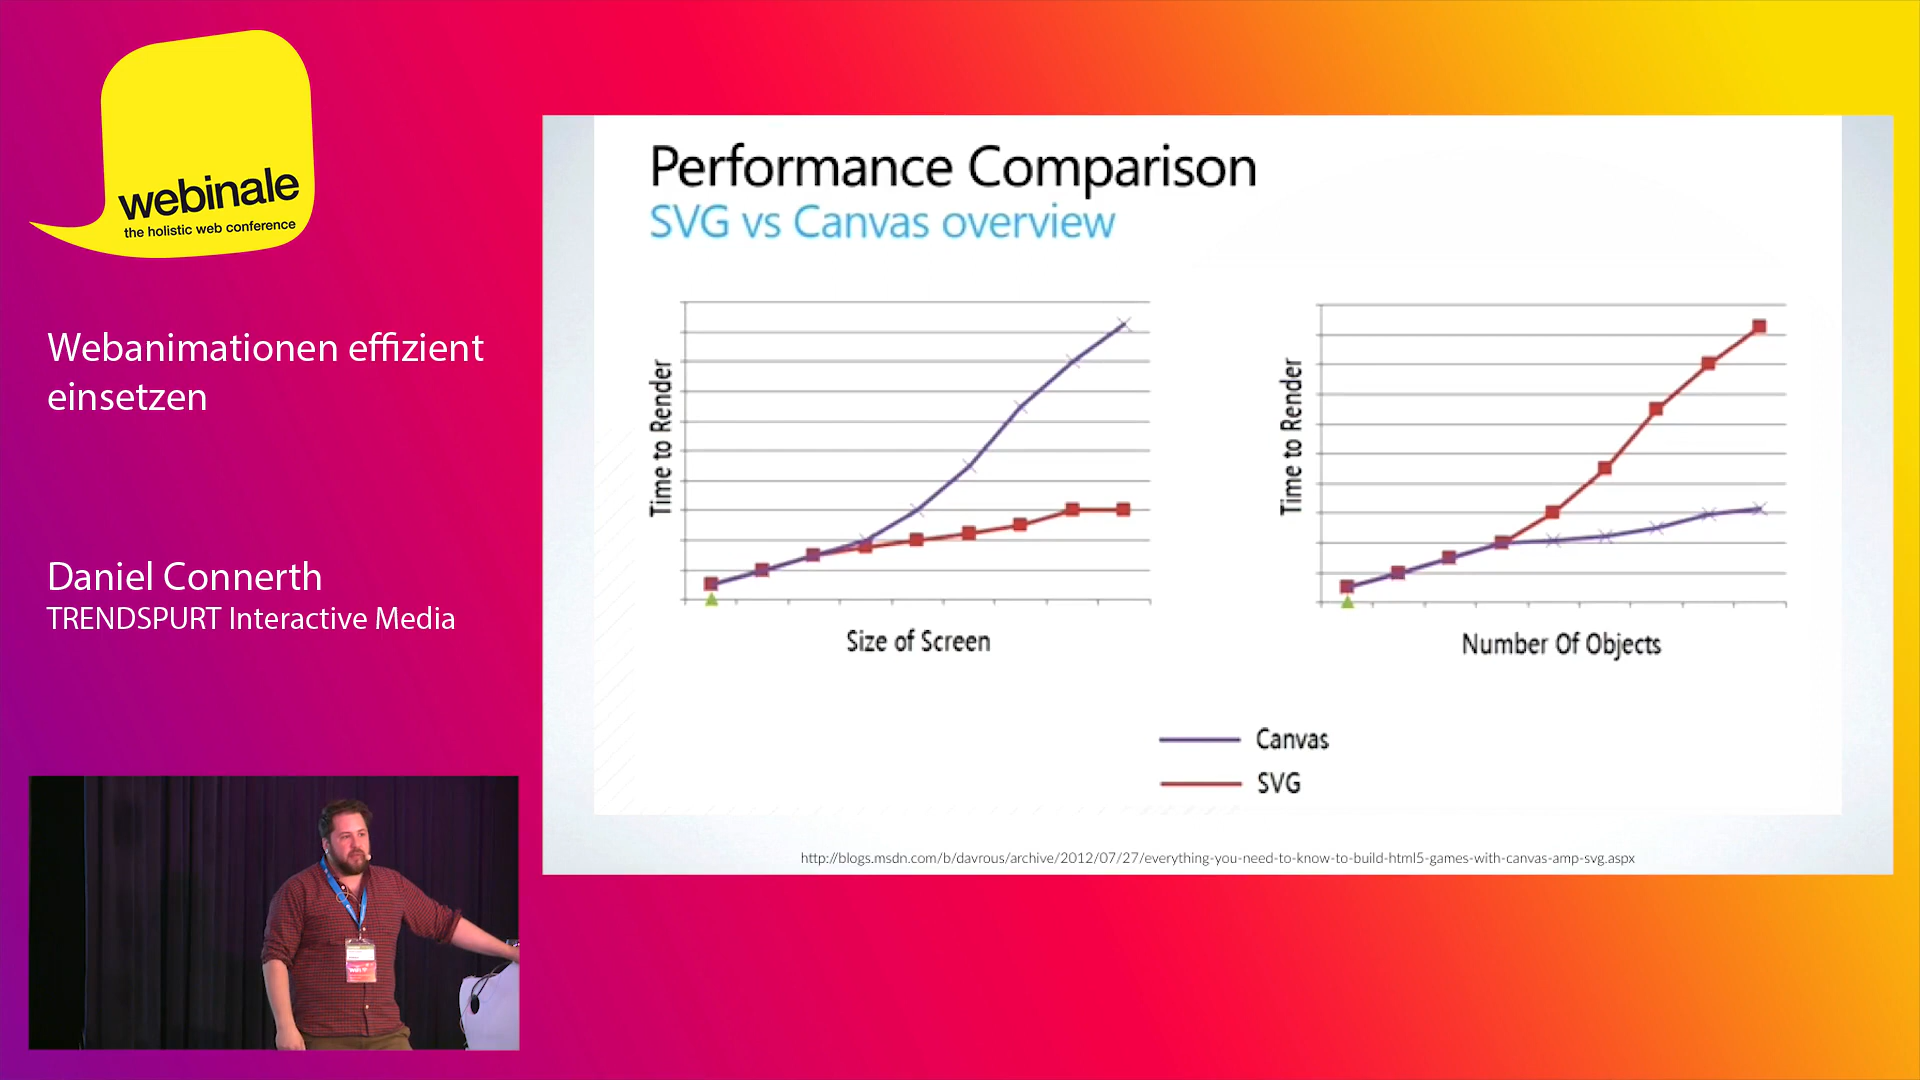 webinale
the holistic web conference
Webanimationen effizient
einsetzen
Daniel Connerth
TRENDSPURT Interactive Media
Performance Comparison
SVG vs Canvas overview
Time to Render
Size of Screen
Time to Render
Number Of Objects
Canvas
SVG
http://blogs.msdn.com/b/davrous/archive/2012/07/27/everything-you-need-to-know-to-build-html5-games-with-canvas-amp-svg.aspx